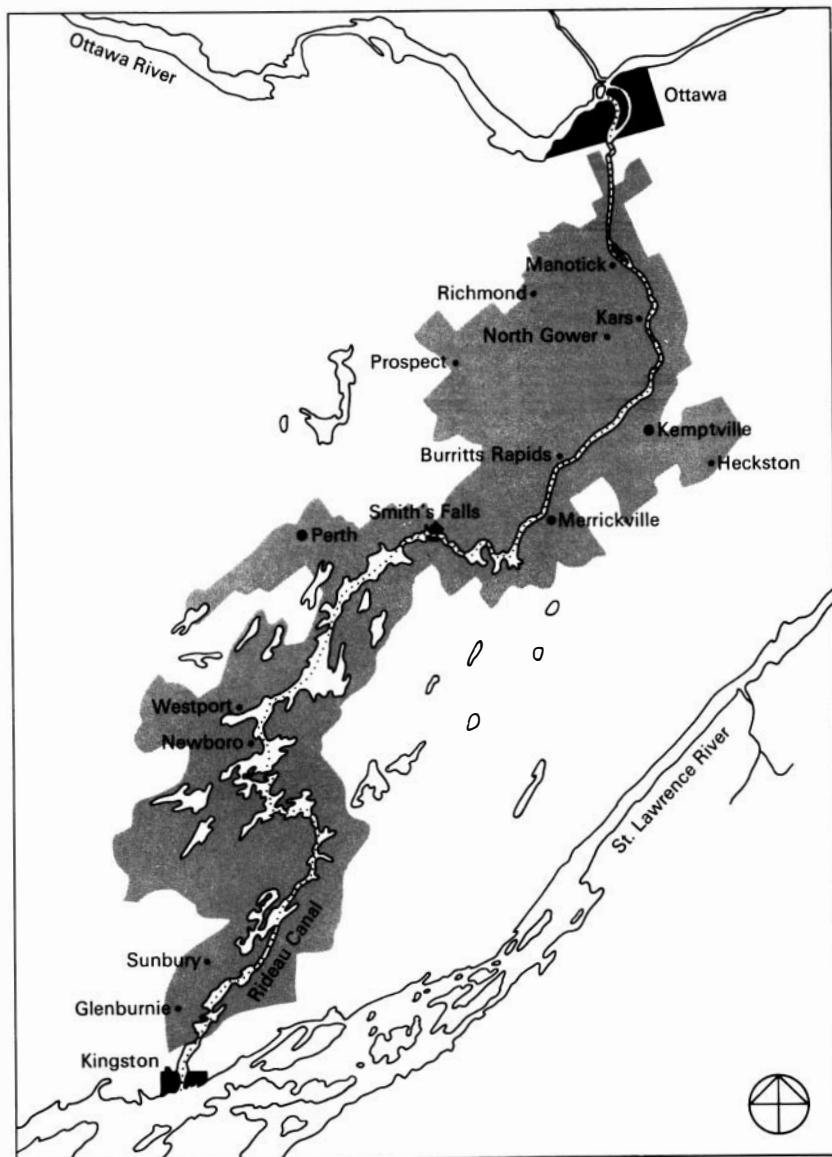 Ottawa River
Ottawa
Manotick
Richmond
Kars
North Gower
Prospect
Kemptville
Burritts Rapids
Heckston
Smith's Falls
Merrickville
Perth
Westport
Newboro
St. Lawrence River
Rideau Canal
Sunbury
Glenburnie
Kingston